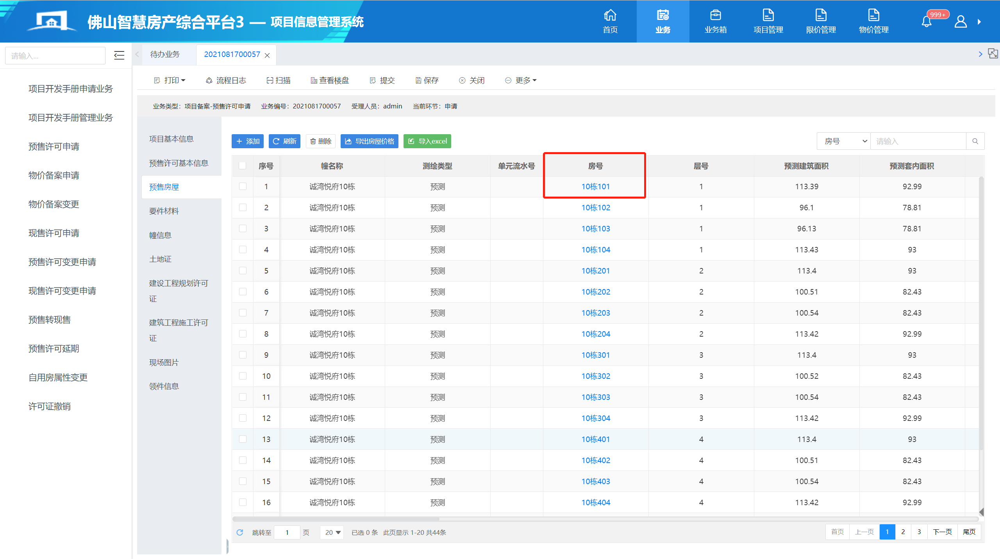 佛山智慧房产综合平台3 — 项目信息管理系统
首页
业务
业务箱
项目管理
限价管理
物价管理
999+
请输入...
待办业务
2021081700057
打印
流程日志
扫描
查看楼盘
提交
保存
关闭
更多
业务类型：项目备案-预售许可申请 业务编号：2021081700057 受理人员：admin 当前环节：申请
项目开发手册申请业务
项目开发手册管理业务
预售许可申请
物价备案申请
物价备案变更
现售许可申请
预售许可变更申请
现售许可变更申请
预售转现售
预售许可延期
自用房属性变更
许可证撤销
项目基本信息
预售许可基本信息
预售房屋
要件材料
幢信息
土地证
建设工程规划许可
证
建筑工程施工许可
证
现场图片
领件信息
添加
刷新
删除
导出房屋价格
导入excel
房号
请输入
序号 幢名称 测绘类型 单元流水号 房号 层号 预测建筑面积 预测套内面积
1 诚湾悦府10栋 预测 10栋101 1 113.39 92.99
2 诚湾悦府10栋 预测 10栋102 1 96.1 78.81
3 诚湾悦府10栋 预测 10栋103 1 96.13 78.81
4 诚湾悦府10栋 预测 10栋104 1 113.43 93
5 诚湾悦府10栋 预测 10栋201 2 113.4 93
6 诚湾悦府10栋 预测 10栋202 2 100.51 82.43
7 诚湾悦府10栋 预测 10栋203 2 100.54 82.43
8 诚湾悦府10栋 预测 10栋204 2 113.42 92.99
9 诚湾悦府10栋 预测 10栋301 3 113.4 93
10 诚湾悦府10栋 预测 10栋302 3 100.52 82.43
11 诚湾悦府10栋 预测 10栋303 3 100.54 82.43
12 诚湾悦府10栋 预测 10栋304 3 113.42 92.99
13 诚湾悦府10栋 预测 10栋401 4 113.4 93
14 诚湾悦府10栋 预测 10栋402 4 100.51 82.43
15 诚湾悦府10栋 预测 10栋403 4 100.54 82.43
16 诚湾悦府10栋 预测 10栋404 4 113.42 92.99
跳转至 1 页 20 已选 0 条 此页显示 1-20 共44条
首页 上一页 1 2 3 下一页 尾页